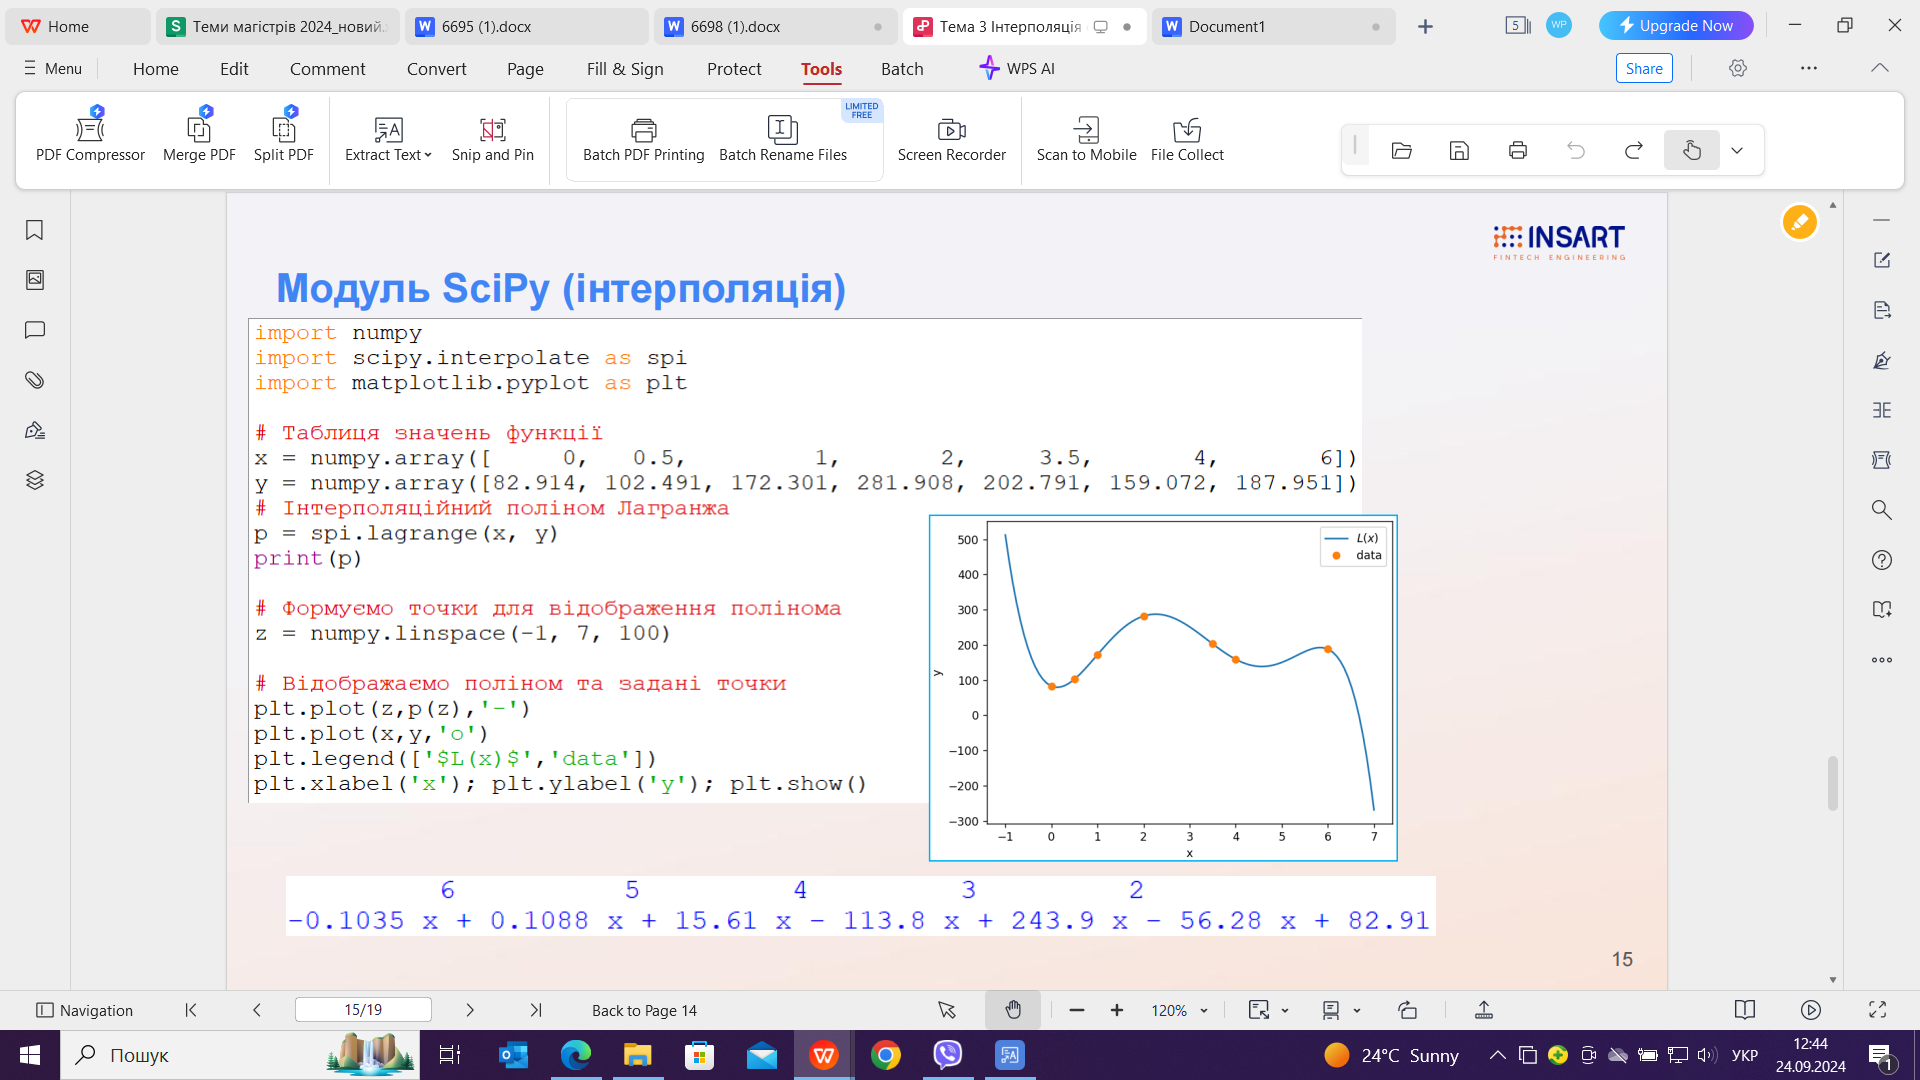 Home
Теми магістрів 2024_новий.
6695 (1).docx
6698 (1).docx
Тема 3 Інтерполяція
Document1
5
WP
Upgrade Now
Menu
Home Edit Comment Convert Page Fill & Sign Protect Tools Batch WPS AI
Share
PDF Compressor
Merge PDF
Split PDF
Extract Text
Snip and Pin
Batch PDF Printing
Batch Rename Files
LIMITED
FREE
Screen Recorder
Scan to Mobile
File Collect
INSART
FINTECH ENGINEERING
Модуль SciPy (інтерполяція)
import numpy
import scipy.interpolate as spi
import matplotlib.pyplot as plt
# Таблиця значень функції
x = numpy.array([ 0, 0.5, 1, 2, 3.5, 4, 6])
y = numpy.array([82.914, 102.491, 172.301, 281.908, 202.791, 159.072, 187.951])
# Інтерполяційний поліном Лагранжа
p = spi.lagrange(x, y)
print(p)
# Формуємо точки для відображення полінома
z = numpy.linspace(-1, 7, 100)
# Відображаємо поліном та задані точки
plt.plot(z,p(z),'-')
plt.plot(x,y,'o')
plt.legend(['$L(x)$','data'])
plt.xlabel('x'); plt.ylabel('y'); plt.show()
L(x)
data
500
400
300
200
100
0
−100
−200
−300
y
−1 0 1 2 3 4 5 6 7
x
6 5 4 3 2
-0.1035 x + 0.1088 x + 15.61 x - 113.8 x + 243.9 x - 56.28 x + 82.91
15
Navigation
15/19
Back to Page 14
120%
Пошук
24°C Sunny
УКР
12:44
24.09.2024
1